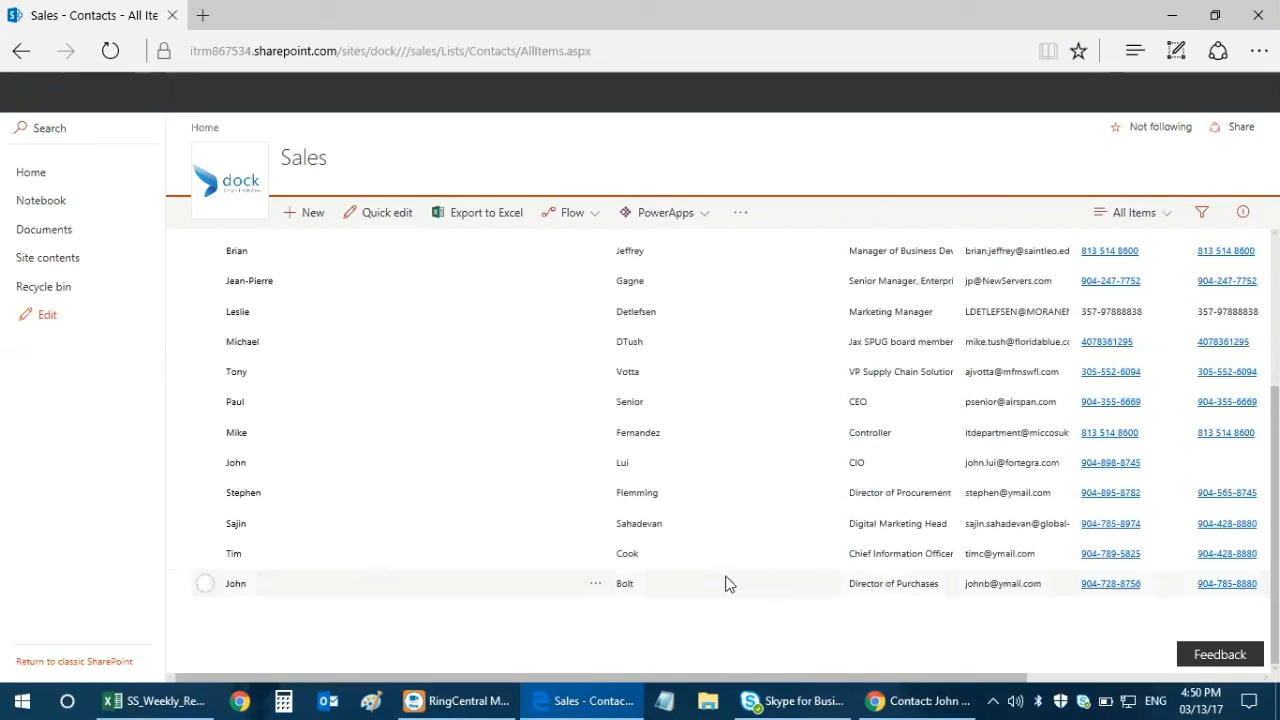 Sales - Contacts - All Ite
itrm867534.sharepoint.com/sites/dock///sales/Lists/Contacts/AllItems.aspx
Search
Home
Notebook
Documents
Site contents
Recycle bin
Edit
Return to classic SharePoint
Home
Not following Share
dock
Sales
New Quick edit Export to Excel Flow PowerApps ... All Items
Brian Jeffrey Manager of Business Dev brian.jeffrey@saintleo.ed 813 514 8600 813 514 8600
Jean-Pierre Gagne Senior Manager, Enterpri jp@NewServers.com 904-247-7752 904-247-7752
Leslie Detlefsen Marketing Manager LDETLEFSEN@MORANEN 357-97888838 357-97888838
Michael DTush Jax SPUG board member mike.tush@floridablue.cc 4078361295 4078361295
Tony Votta VP Supply Chain Solution ajvotta@mfmswfl.com 305-552-6094 305-552-6094
Paul Senior CEO psenior@airspan.com 904-355-6669 904-355-6669
Mike Fernandez Controller itdepartment@miccosuk 813 514 8600 813 514 8600
John Lui CIO john.lui@fortegra.com 904-898-8745
Stephen Flemming Director of Procurement stephen@ymail.com 904-895-8782 904-565-8745
Sajin Sahadevan Digital Marketing Head sajin.sahadevan@global- 904-785-8974 904-428-8880
Tim Cook Chief Information Officer timc@ymail.com 904-789-5825 904-428-8880
John ... Bolt Director of Purchases johnb@ymail.com 904-728-8756 904-785-8880
Feedback
SS_Weekly_Re... RingCentral M... Sales - Contac... Skype for Busi... Contact: John ... ENG 4:50 PM
03/13/17